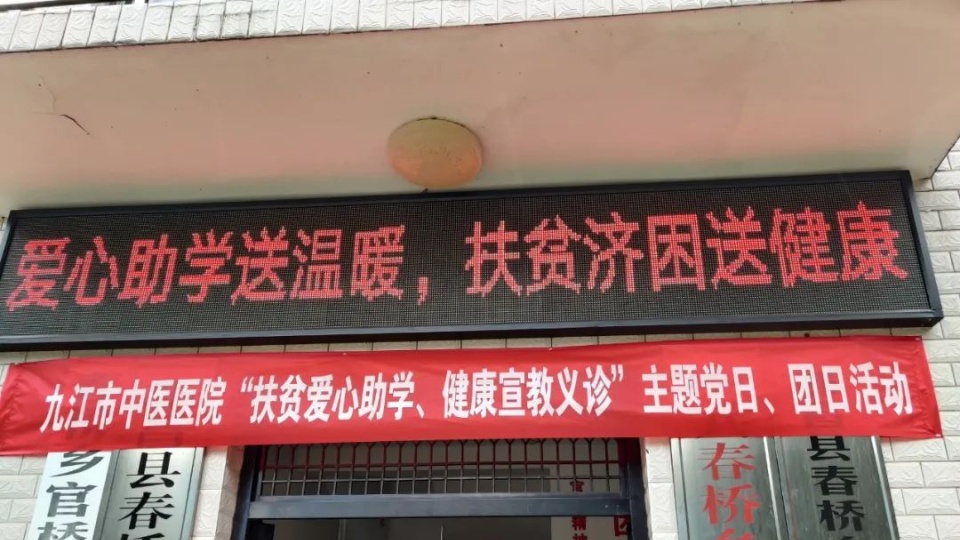 爱心助学送温暖，扶贫济困送健康
九江市中医医院“扶贫爱心助学、健康宣教义诊”主题党日、团日活动
乡官桥
县春桥
春桥
县春桥